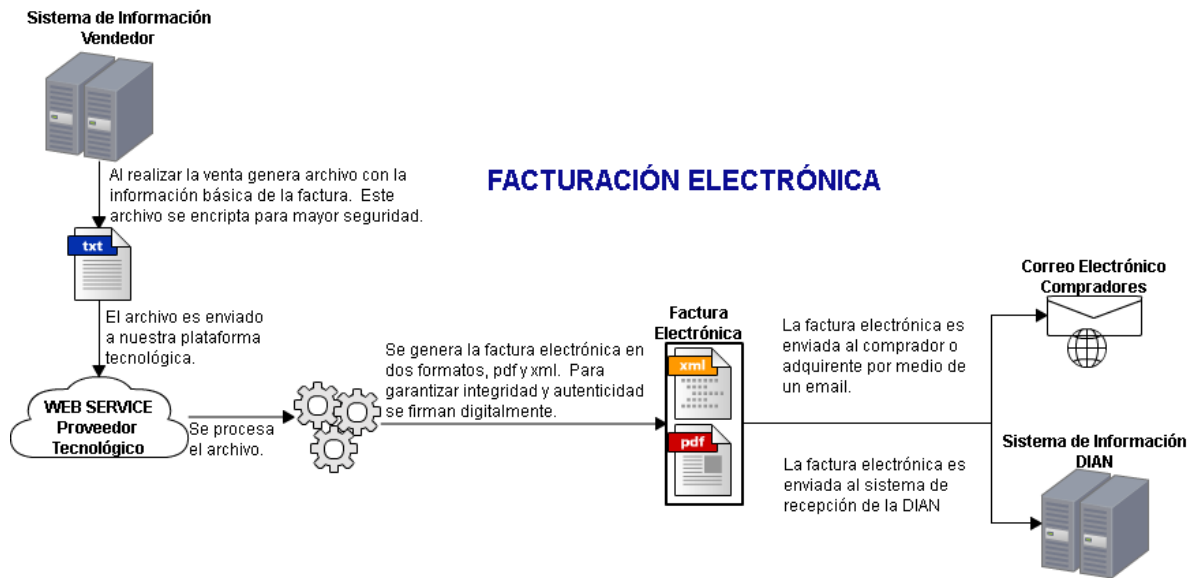 Sistema de Información
Vendedor
Al realizar la venta genera archivo con la
información básica de la factura. Este
archivo se encripta para mayor seguridad.
FACTURACIÓN ELECTRÓNICA
txt
El archivo es enviado
a nuestra plataforma
tecnológica.
WEB SERVICE
Proveedor
Tecnológico
Se procesa
el archivo.
Se genera la factura electrónica en
dos formatos, pdf y xml. Para
garantizar integridad y autenticidad
se firman digitalmente.
Factura
Electrónica
xml
pdf
La factura electrónica es
enviada al comprador o
adquirente por medio de
un email.
Correo Electrónico
Compradores
La factura electrónica es
enviada al sistema de
recepción de la DIAN
Sistema de Información
DIAN